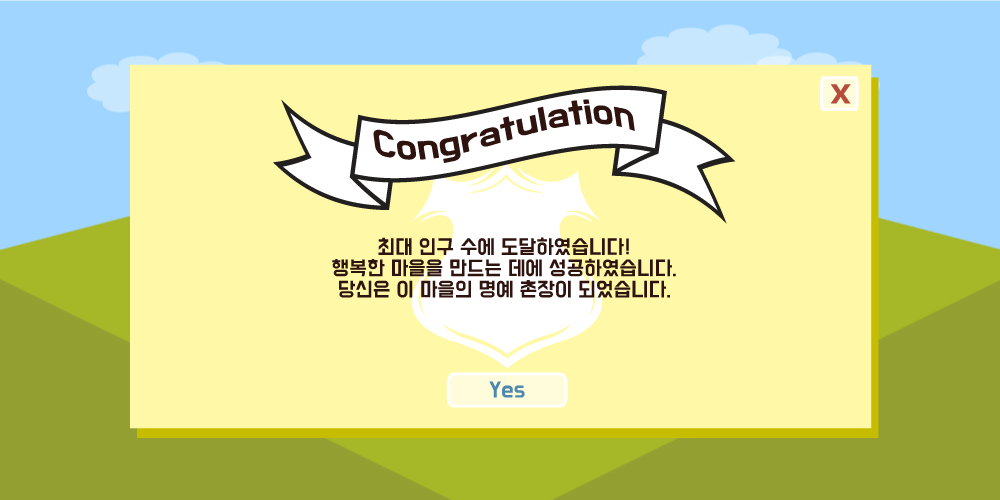 Congratulation
X
최대 인구 수에 도달하였습니다!
행복한 마을을 만드는 데에 성공하였습니다.
당신은 이 마을의 명예 촌장이 되었습니다.
Yes